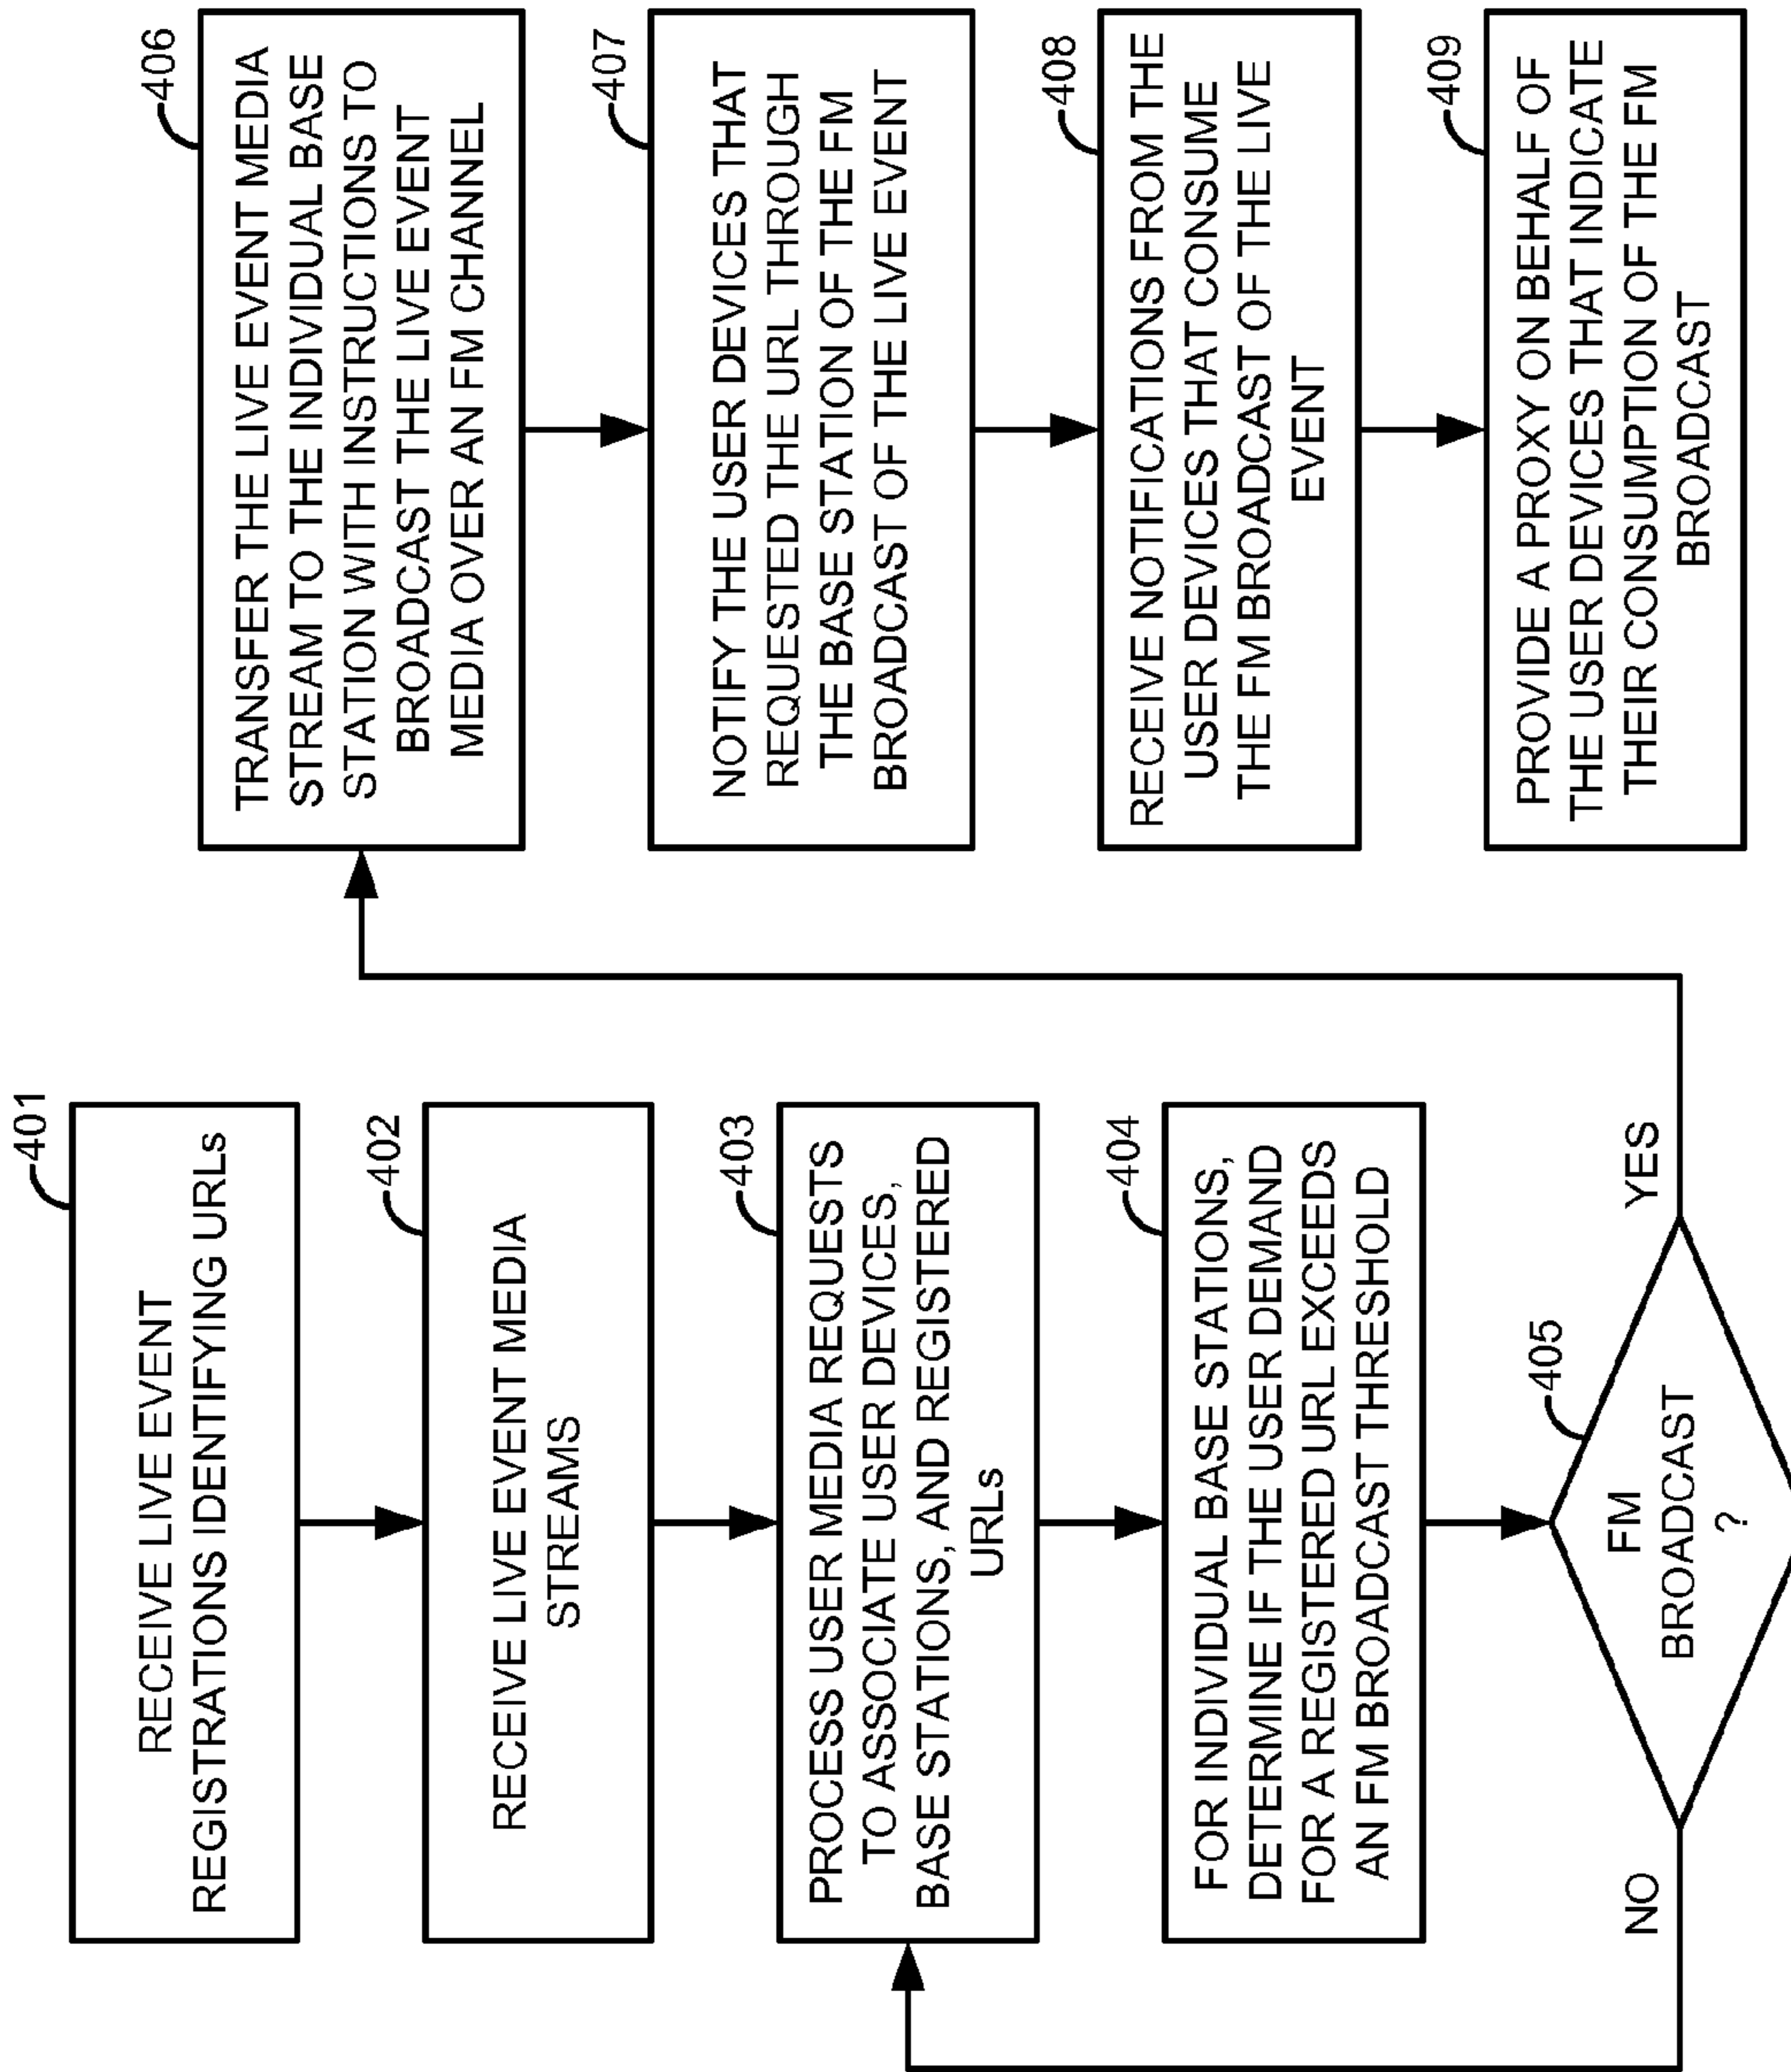 401
RECEIVE LIVE EVENT
REGISTRATIONS IDENTIFYING URLs
402
RECEIVE LIVE EVENT MEDIA
STREAMS
403
PROCESS USER MEDIA REQUESTS
TO ASSOCIATE USER DEVICES,
BASE STATIONS, AND REGISTERED
URLs
404
FOR INDIVIDUAL BASE STATIONS,
DETERMINE IF THE USER DEMAND
FOR A REGISTERED URL EXCEEDS
AN FM BROADCAST THRESHOLD
405
FM
BROADCAST
?
NO
YES
406
TRANSFER THE LIVE EVENT MEDIA
STREAM TO THE INDIVIDUAL BASE
STATION WITH INSTRUCTIONS TO
BROADCAST THE LIVE EVENT
MEDIA OVER AN FM CHANNEL
407
NOTIFY THE USER DEVICES THAT
REQUESTED THE URL THROUGH
THE BASE STATION OF THE FM
BROADCAST OF THE LIVE EVENT
408
RECEIVE NOTIFICATIONS FROM THE
USER DEVICES THAT CONSUME
THE FM BROADCAST OF THE LIVE
EVENT
409
PROVIDE A PROXY ON BEHALF OF
THE USER DEVICES THAT INDICATE
THEIR CONSUMPTION OF THE FM
BROADCAST